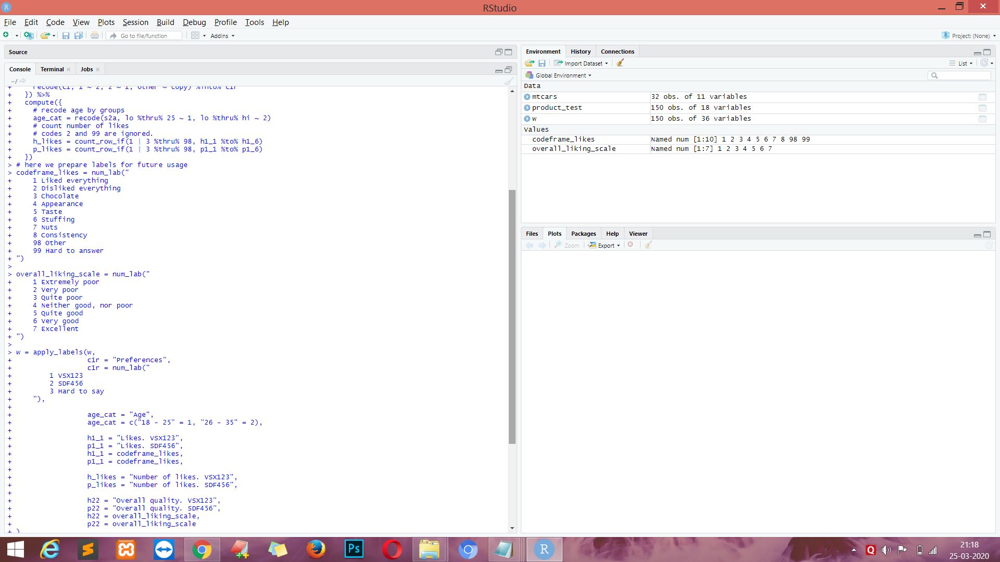 RStudio
File Edit Code View Plots Session Build Debug Profile Tools Help
Go to file/function Addins Project: (None)
Source
Console Terminal Jobs
~/
+ recode(c1, 1 ~ 2, 2 ~ 1, other ~ copy) %into% c1r
+ }) %>%
+ compute({
+ # recode age by groups
+ age_cat = recode(s2a, lo %thru% 25 ~ 1, lo %thru% hi ~ 2)
+ # count number of likes
+ # codes 2 and 99 are ignored.
+ h_likes = count_row_if(1 | 3 %thru% 98, h1_1 %to% h1_6)
+ p_likes = count_row_if(1 | 3 %thru% 98, p1_1 %to% p1_6)
+ })
> # here we prepare labels for future usage
> codeframe_likes = num_lab("
+ 1 Liked everything
+ 2 Disliked everything
+ 3 Chocolate
+ 4 Appearance
+ 5 Taste
+ 6 Stuffing
+ 7 Nuts
+ 8 Consistency
+ 98 Other
+ 99 Hard to answer
+ ")
>
> overall_liking_scale = num_lab("
+ 1 Extremely poor
+ 2 Very poor
+ 3 Quite poor
+ 4 Neither good, nor poor
+ 5 Quite good
+ 6 Very good
+ 7 Excellent
+ ")
>
> w = apply_labels(w,
+ c1r = "Preferences",
+ c1r = num_lab("
+ 1 VSX123
+ 2 SDF456
+ 3 Hard to say
+ "),
+
+ age_cat = "Age",
+ age_cat = c("18 - 25" = 1, "26 - 35" = 2),
+
+ h1_1 = "Likes. VSX123",
+ p1_1 = "Likes. SDF456",
+ h1_1 = codeframe_likes,
+ p1_1 = codeframe_likes,
+
+ h_likes = "Number of likes. VSX123",
+ p_likes = "Number of likes. SDF456",
+
+ h22 = "Overall quality. VSX123",
+ p22 = "Overall quality. SDF456",
+ h22 = overall_liking_scale,
+ p22 = overall_liking_scale
+ )
Environment History Connections
Import Dataset List
Global Environment
Data
mtcars 32 obs. of 11 variables
product_test 150 obs. of 18 variables
w 150 obs. of 36 variables
Values
codeframe_likes Named num [1:10] 1 2 3 4 5 6 7 8 98 99
overall_liking_scale Named num [1:7] 1 2 3 4 5 6 7
Files Plots Packages Help Viewer
Zoom Export
Ps
R
Q
21:18
25-03-2020